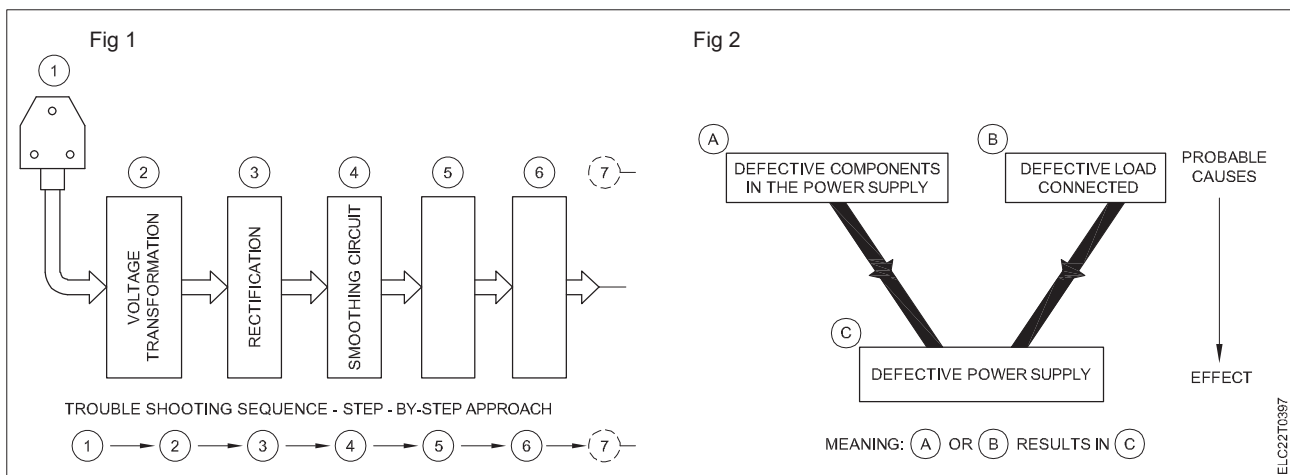 Fig 1
1
2
3
4
5
6
7
VOLTAGE
TRANSFORMATION
RECTIFICATION
SMOOTHING CIRCUIT
TROUBLE SHOOTING SEQUENCE - STEP - BY-STEP APPROACH
1 2 3 4 5 6 7
Fig 2
A
DEFECTIVE COMPONENTS
IN THE POWER SUPPLY
B
DEFECTIVE LOAD
CONNECTED
PROBABLE
CAUSES
C
DEFECTIVE POWER SUPPLY
EFFECT
MEANING: A OR B RESULTS IN C
ELC22T0397